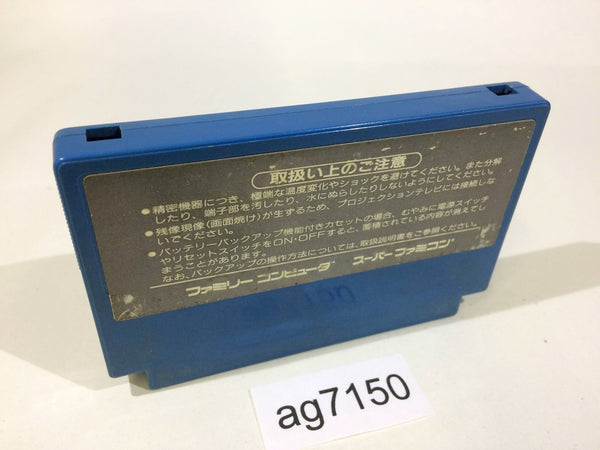 取扱い上のご注意
●精密機器につき、極端な温度変化やショックを避けてください。また分解
したり、端子部を汚したり、水にぬらしたりしないようにしてください。
●残像現像(画面焼け)が生ずるため、プロジェクションテレビには接続しな
いでください。
●バッテリーバックアップ機能付きカセットの場合、むやみに電源スイッチ
やリセットスイッチをON・OFFすると、蓄積されている内容が消えてし
まうことがあります。
なお、バックアップの操作方法については、取扱説明書をご参照ください。
ファミリー コンピュータ スーパー ファミコン
ag7150